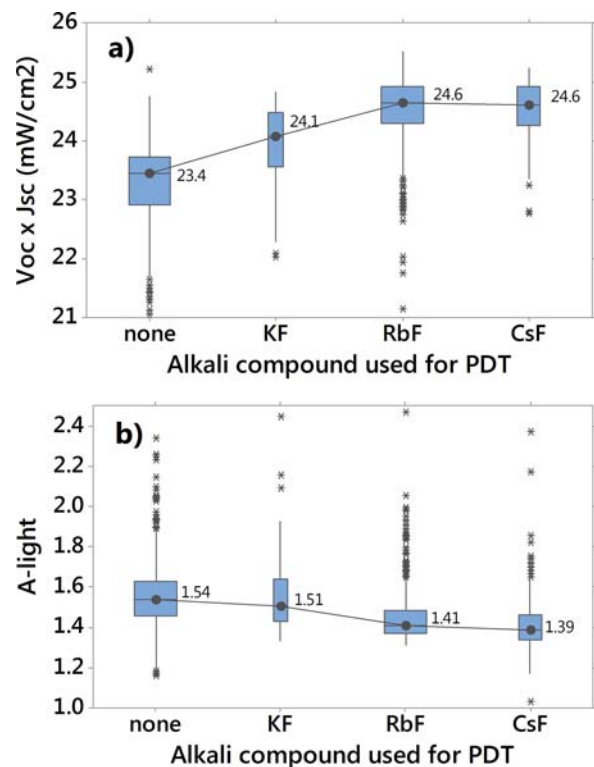 26
a)
25
24.6
24.6
24.1
24
23.4
23
22
21
Voc x Jsc (mW/cm2)
none KF RbF CsF
Alkali compound used for PDT
b)
2.4
2.2
2.0
1.8
1.6
1.54
1.51
1.41
1.39
1.4
1.2
1.0
A-light
none KF RbF CsF
Alkali compound used for PDT